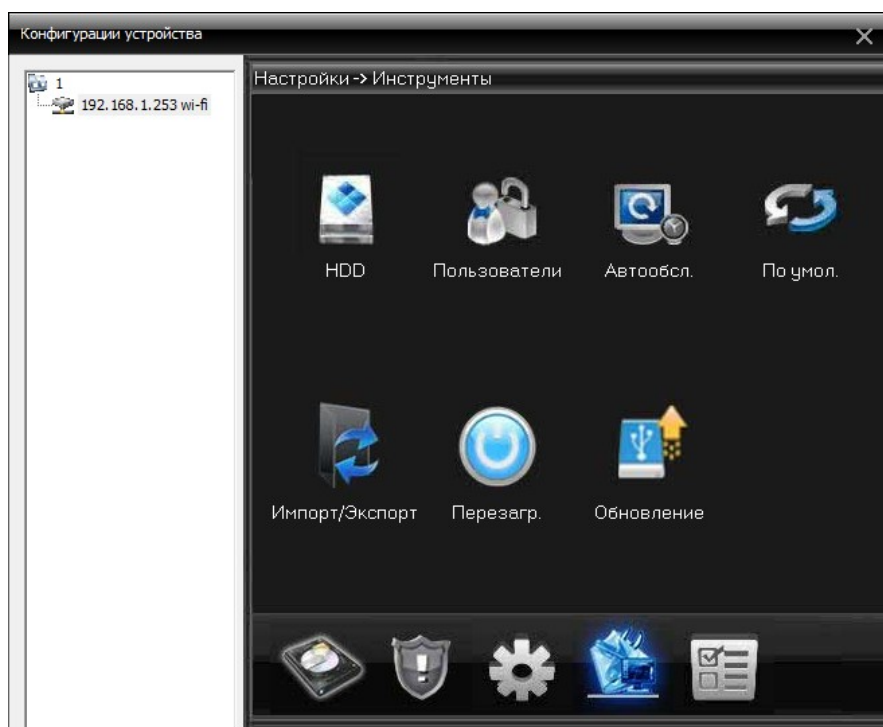 Конфигурации устройства
1
192.168.1.253 wi-fi
Настройки -> Инструменты
HDD
Пользователи
Автообсл.
По умол.
Импорт/Экспорт
Перезагр.
Обновление